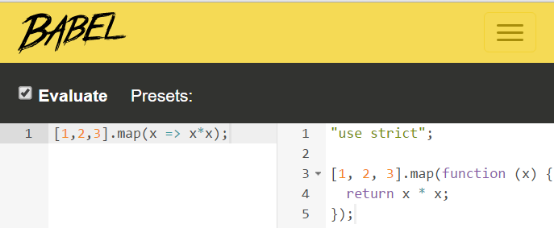 BABEL
Evaluate Presets:
1 [1,2,3].map(x => x*x);
1 "use strict";
2
3 [1, 2, 3].map(function (x) {
4 return x * x;
5 });